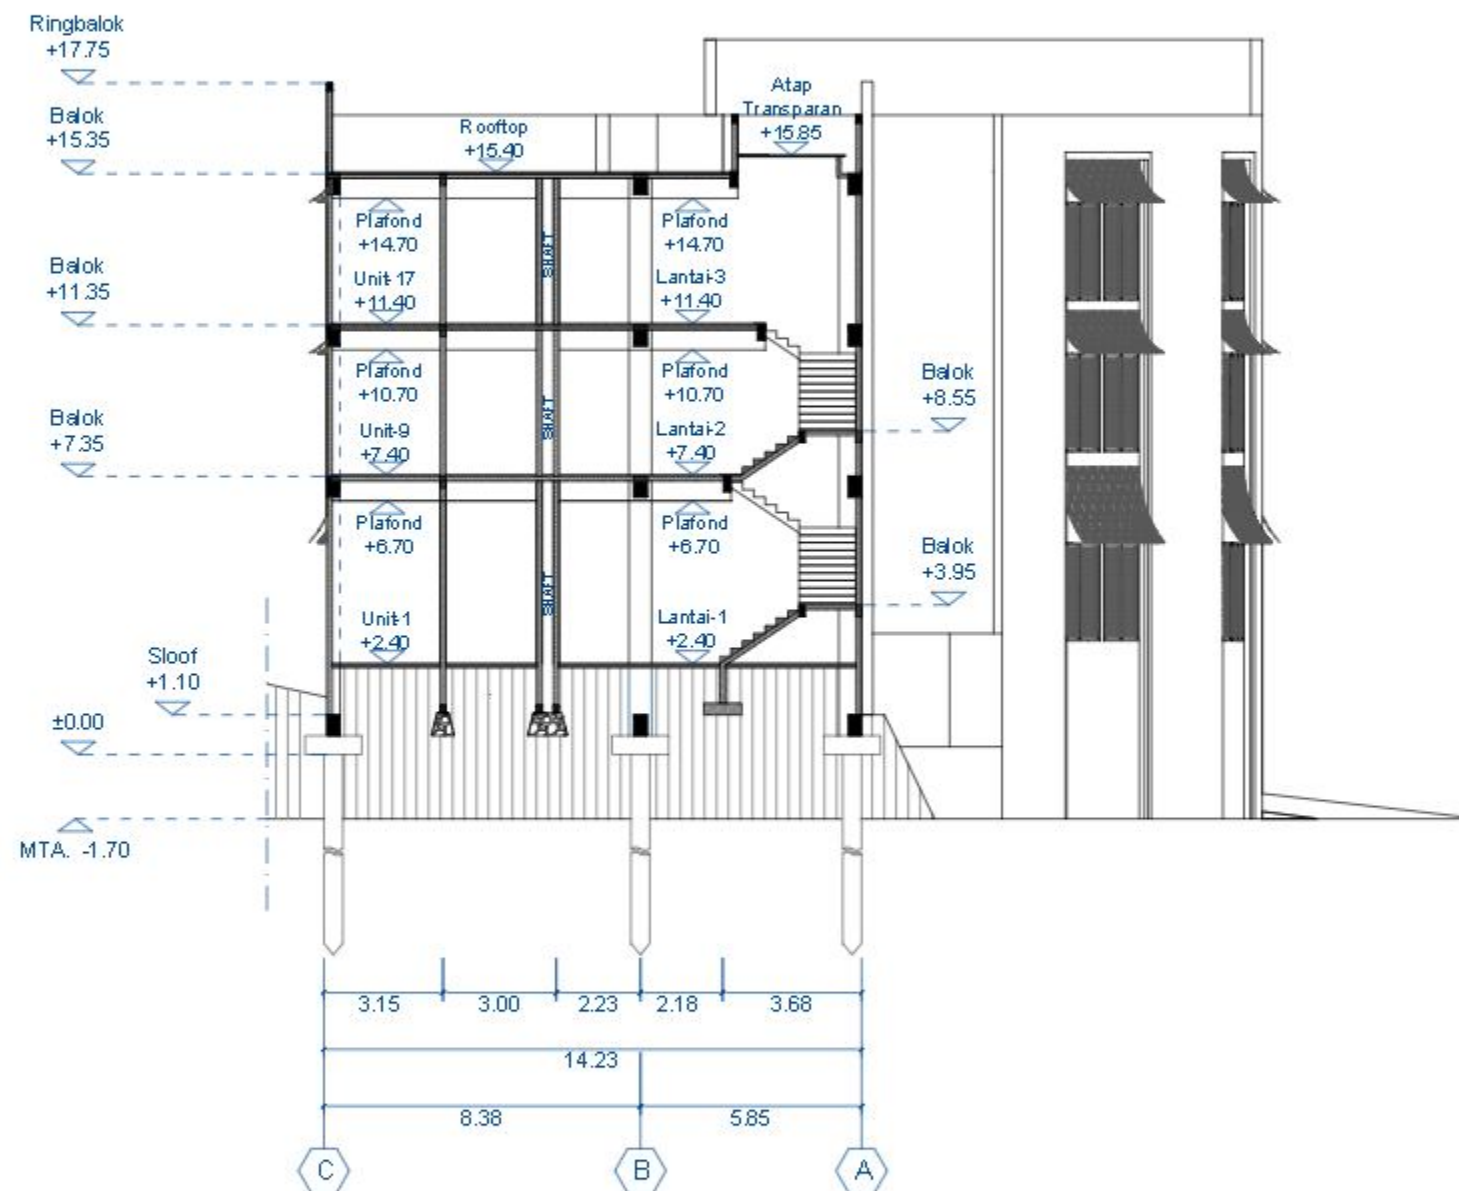 Ringbalok
+17.75
Balok
+15.35
Rooftop
+15.40
Atap
Transparan
+15.85
Plafond
+14.70
Plafond
+14.70
SHAFT
Balok
+11.35
Unit-17
+11.40
Lantai-3
+11.40
Plafond
+10.70
Plafond
+10.70
Balok
+8.55
SHAFT
Balok
+7.35
Unit-9
+7.40
Lantai-2
+7.40
Plafond
+6.70
Plafond
+6.70
Balok
+3.95
SHAFT
Unit-1
+2.40
Lantai-1
+2.40
Sloof
+1.10
±0.00
MTA. -1.70
3.15 3.00 2.23 2.18 3.68
14.23
8.38 5.85
C B A